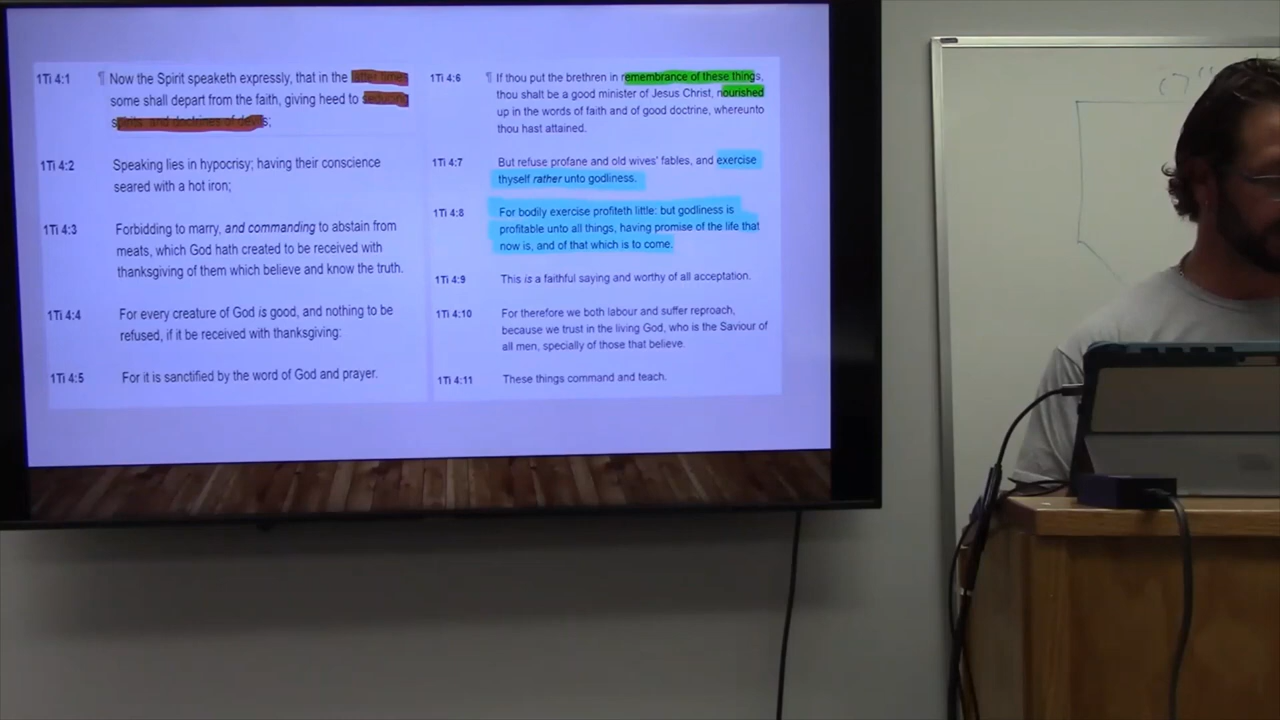 1Ti 4:1 ¶ Now the Spirit speaketh expressly, that in the latter times
some shall depart from the faith, giving heed to seducing
spirits, and doctrines of devils;
1Ti 4:2 Speaking lies in hypocrisy; having their conscience
seared with a hot iron;
1Ti 4:3 Forbidding to marry, and commanding to abstain from
meats, which God hath created to be received with
thanksgiving of them which believe and know the truth.
1Ti 4:4 For every creature of God is good, and nothing to be
refused, if it be received with thanksgiving:
1Ti 4:5 For it is sanctified by the word of God and prayer.
1Ti 4:6 ¶ If thou put the brethren in remembrance of these things,
thou shalt be a good minister of Jesus Christ, nourished
up in the words of faith and of good doctrine, whereunto
thou hast attained.
1Ti 4:7 But refuse profane and old wives' fables, and exercise
thyself rather unto godliness.
1Ti 4:8 For bodily exercise profiteth little: but godliness is
profitable unto all things, having promise of the life that
now is, and of that which is to come.
1Ti 4:9 This is a faithful saying and worthy of all acceptation.
1Ti 4:10 For therefore we both labour and suffer reproach,
because we trust in the living God, who is the Saviour of
all men, specially of those that believe.
1Ti 4:11 These things command and teach.